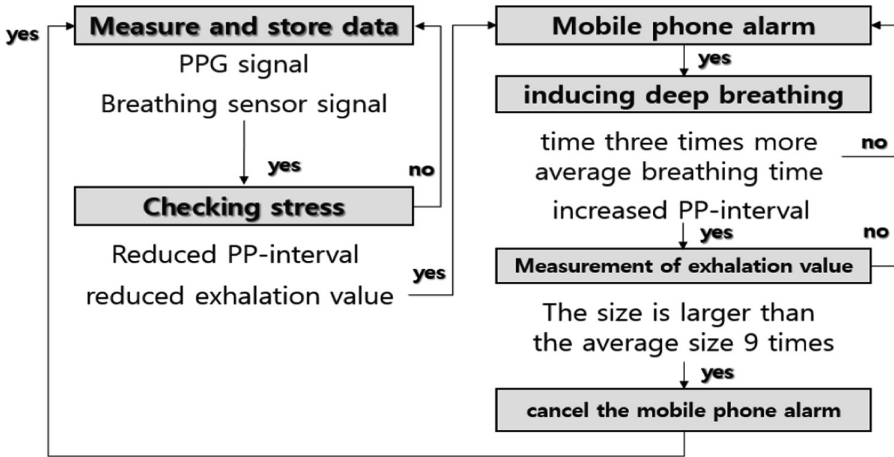 yes
Measure and store data
PPG signal
Breathing sensor signal
yes
no
Checking stress
Reduced PP-interval
reduced exhalation value
yes
Mobile phone alarm
yes
inducing deep breathing
time three times more
average breathing time
no
increased PP-interval
yes
no
Measurement of exhalation value
The size is larger than
the average size 9 times
yes
cancel the mobile phone alarm